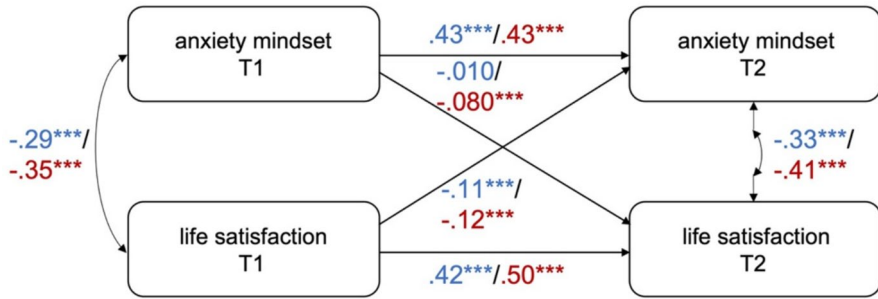 anxiety mindset
T1
.43***/.43***
-.010/
-.080***
anxiety mindset
T2
-.29***/
-.35***
-.33***/
-.41***
-.11***/
-.12***
life satisfaction
T1
.42***/.50***
life satisfaction
T2